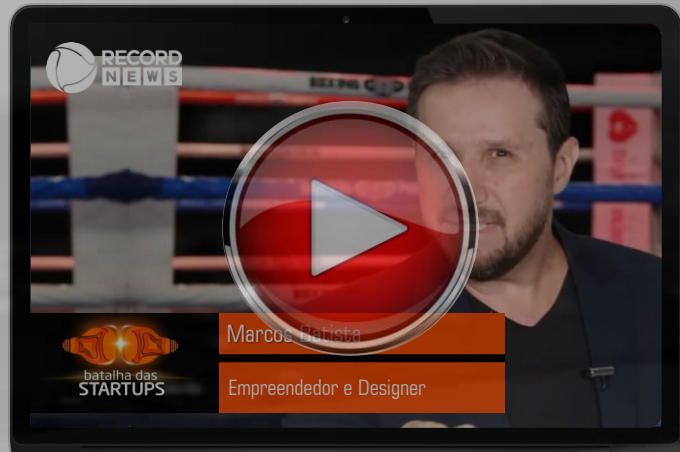 RECORD
NEWS
Marcos Batista
batalha das
STARTUPS
Empreendedor e Designer